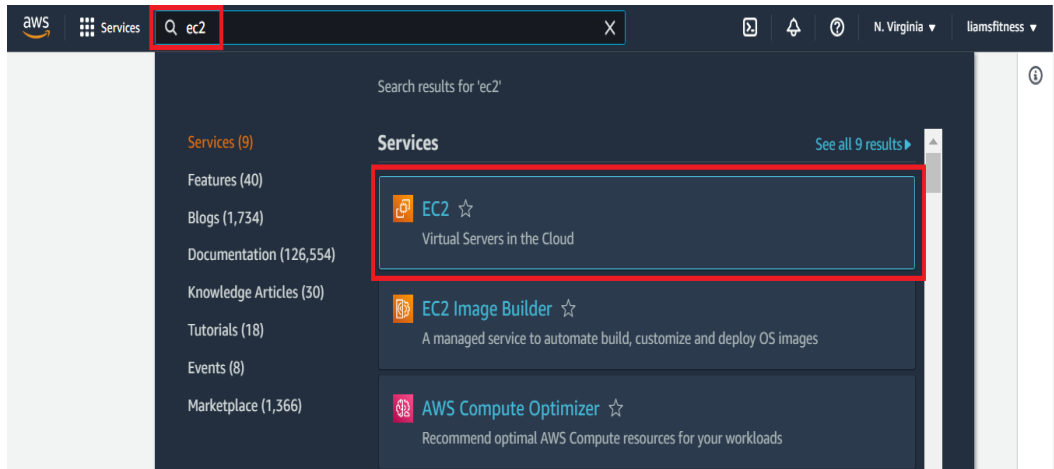 aws Services ec2 X N. Virginia ▼ liamsfitness ▼
Search results for 'ec2'
Services (9)
Features (40)
Blogs (1,734)
Documentation (126,554)
Knowledge Articles (30)
Tutorials (18)
Events (8)
Marketplace (1,366)
Services See all 9 results ▶
EC2 ☆
Virtual Servers in the Cloud
EC2 Image Builder ☆
A managed service to automate build, customize and deploy OS images
AWS Compute Optimizer ☆
Recommend optimal AWS Compute resources for your workloads